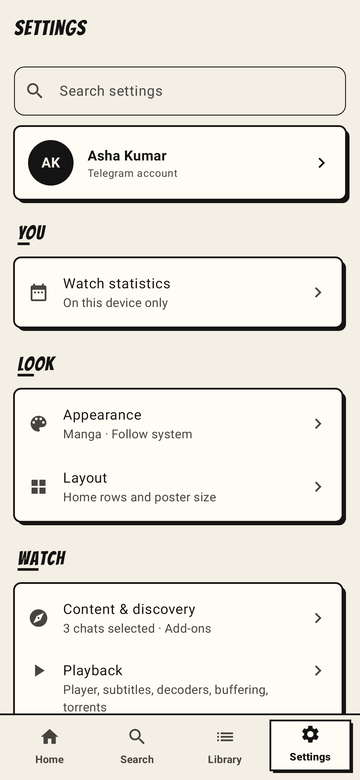 SETTINGS
Search settings
AK
Asha Kumar
Telegram account
YOU
Watch statistics
On this device only
LOOK
Appearance
Manga · Follow system
Layout
Home rows and poster size
WATCH
Content & discovery
3 chats selected · Add-ons
Playback
Player, subtitles, decoders, buffering,
torrents
Home
Search
Library
Settings